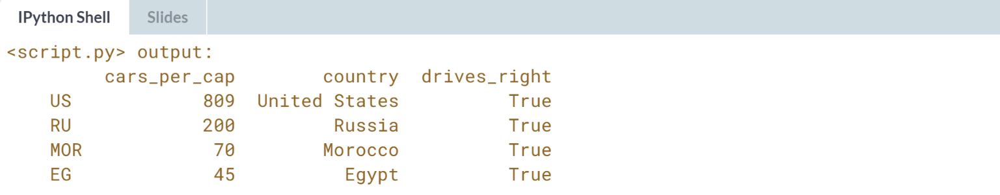 IPython Shell Slides
<script.py> output:
cars_per_cap country drives_right
US 809 United States True
RU 200 Russia True
MOR 70 Morocco True
EG 45 Egypt True